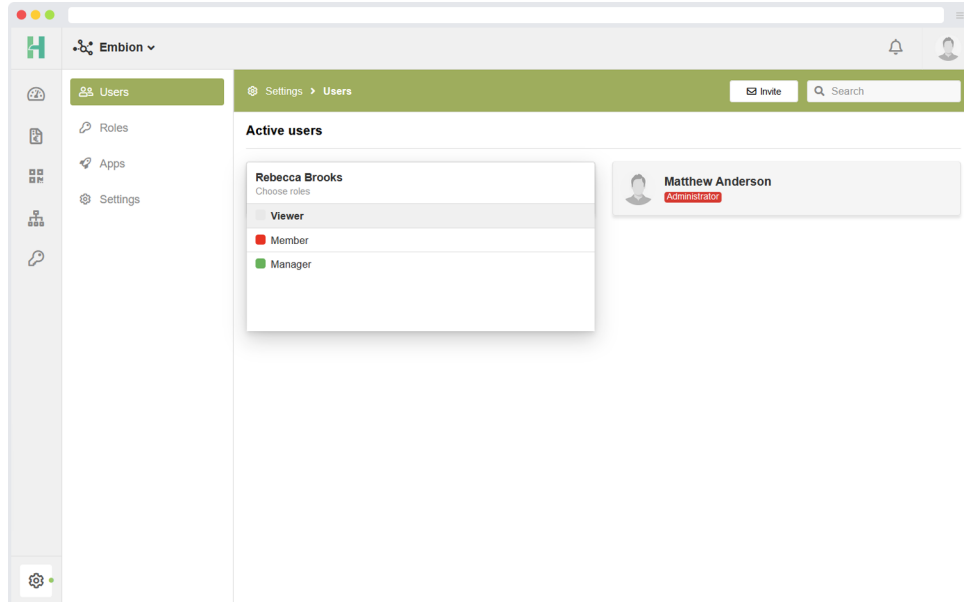 Embion
Users
Roles
Apps
Settings
Settings > Users
Invite
Search
Active users
Rebecca Brooks
Choose roles
Viewer
Member
Manager
Matthew Anderson
Administrator